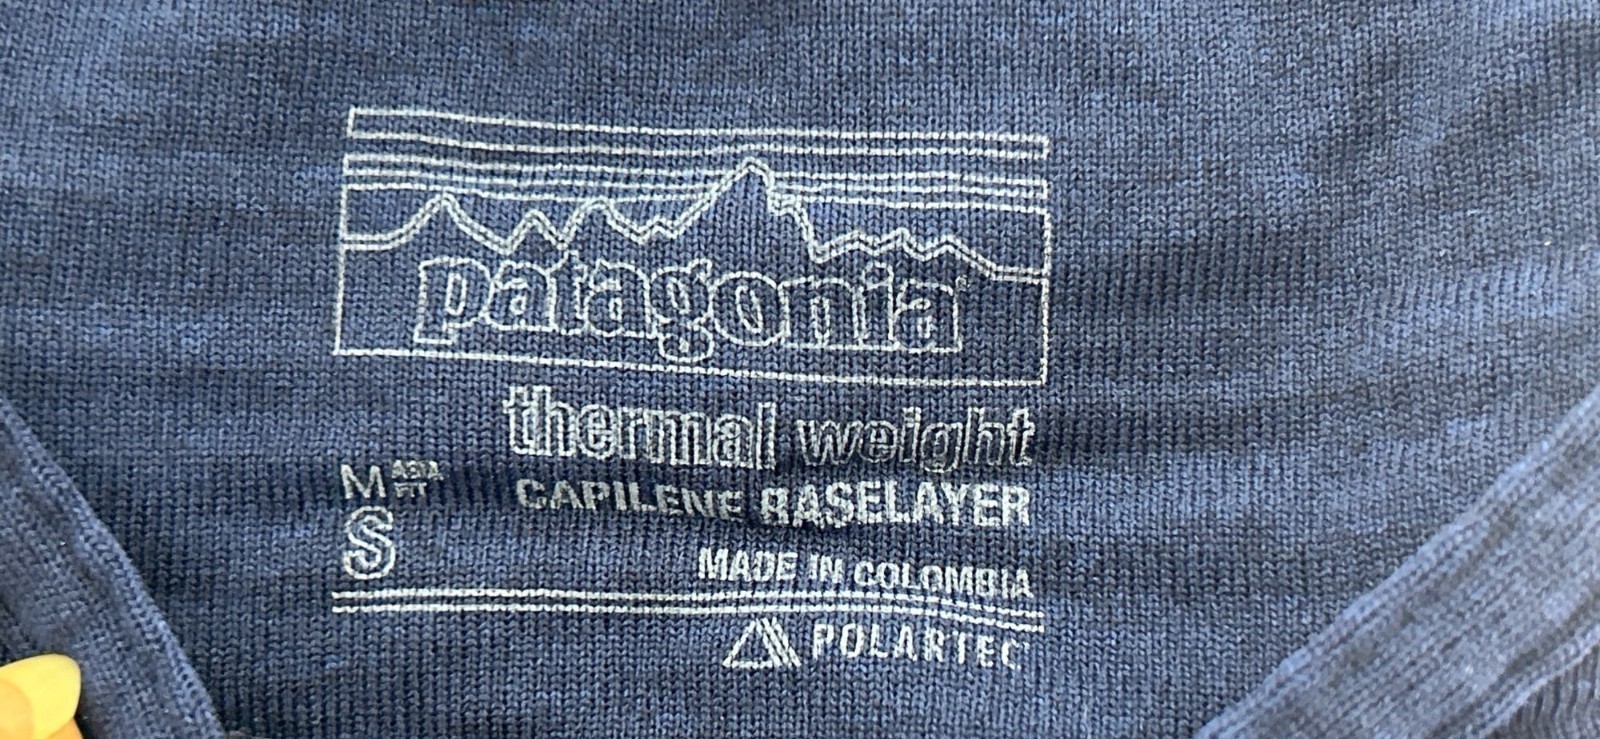 patagonia®
thermal weight
M ASIA FIT
CAPILENE BASELAYER
S
MADE IN COLOMBIA
POLARTEC